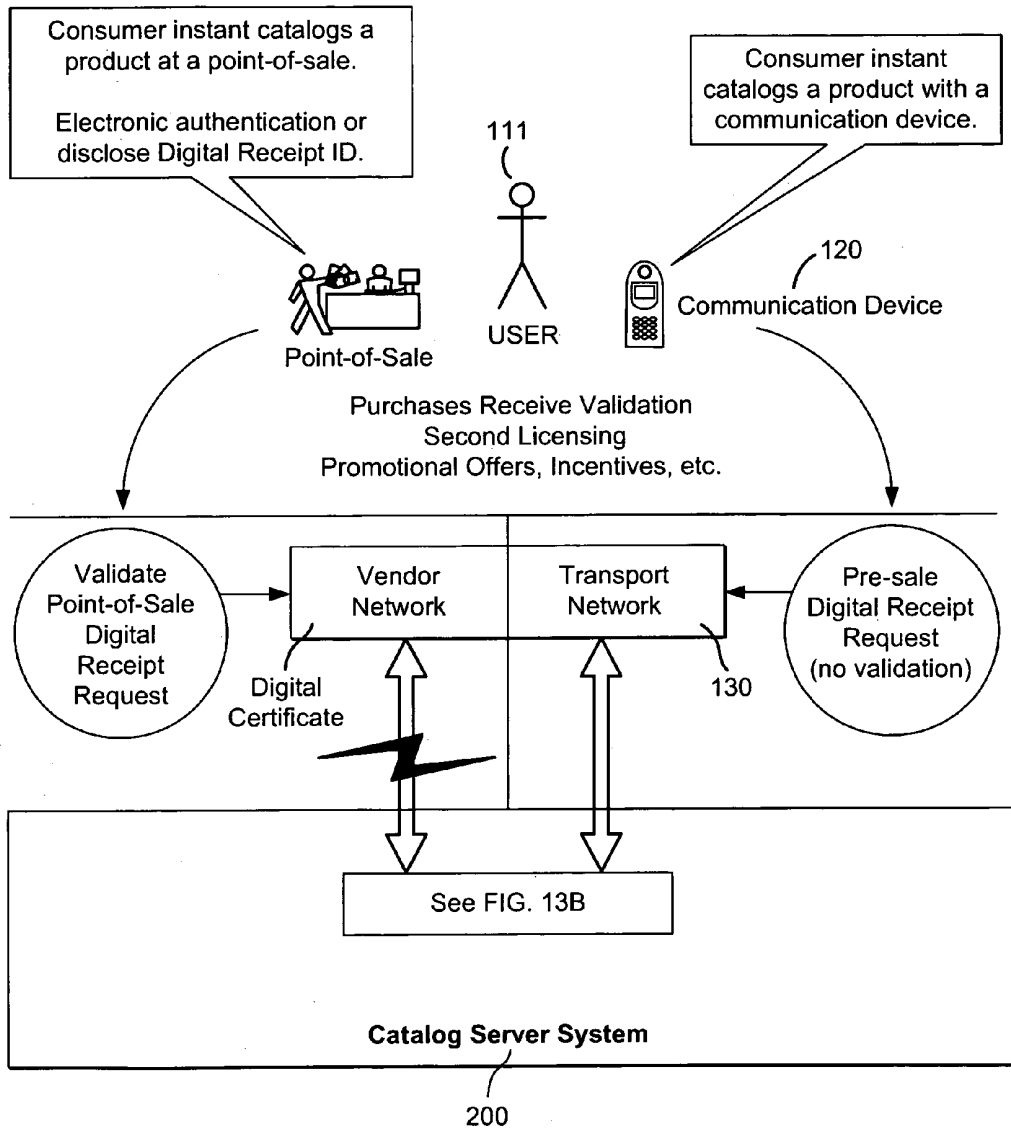 Consumer instant catalogs a
product at a point-of-sale.
Electronic authentication or
disclose Digital Receipt ID.
Consumer instant
catalogs a product with a
communication device.
111
120
USER
Point-of-Sale
Communication Device
Purchases Receive Validation
Second Licensing
Promotional Offers, Incentives, etc.
Validate
Point-of-Sale
Digital
Receipt
Request
Vendor
Network
Transport
Network
Pre-sale
Digital Receipt
Request
(no validation)
Digital
Certificate
130
See FIG. 13B
Catalog Server System
200